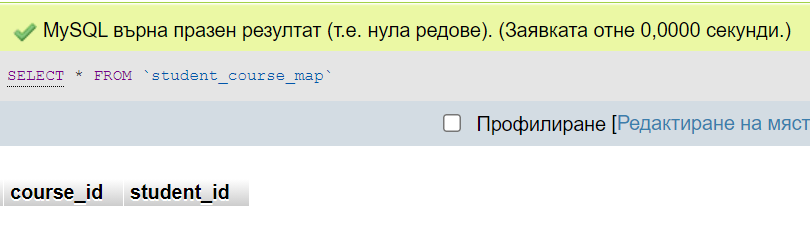 MySQL върна празен резултат (т.е. нула редове). (Заявката отне 0,0000 секунди.)
SELECT * FROM `student_course_map`
Профилиране [Редактиране на мяст
course_id student_id